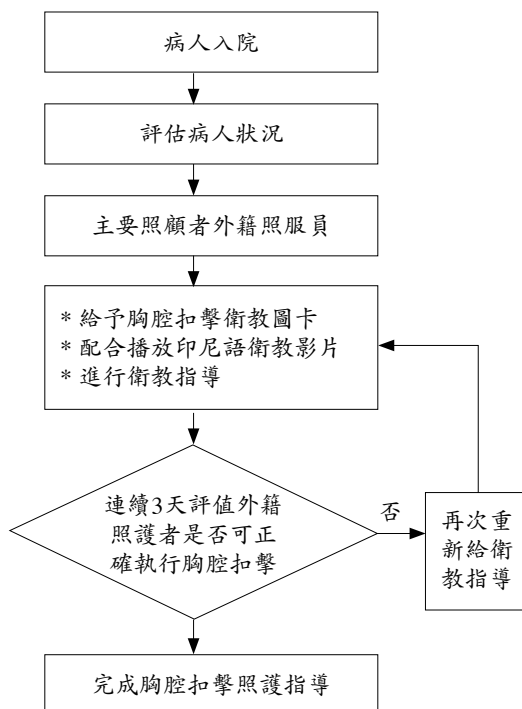 病人入院
評估病人狀況
主要照顧者外籍照服員
* 給予胸腔扣擊衛教圖卡
* 配合播放印尼語衛教影片
* 進行衛教指導
連續3天評值外籍
照護者是否可正
確執行胸腔扣擊
否
再次重
新給衛
教指導
完成胸腔扣擊照護指導